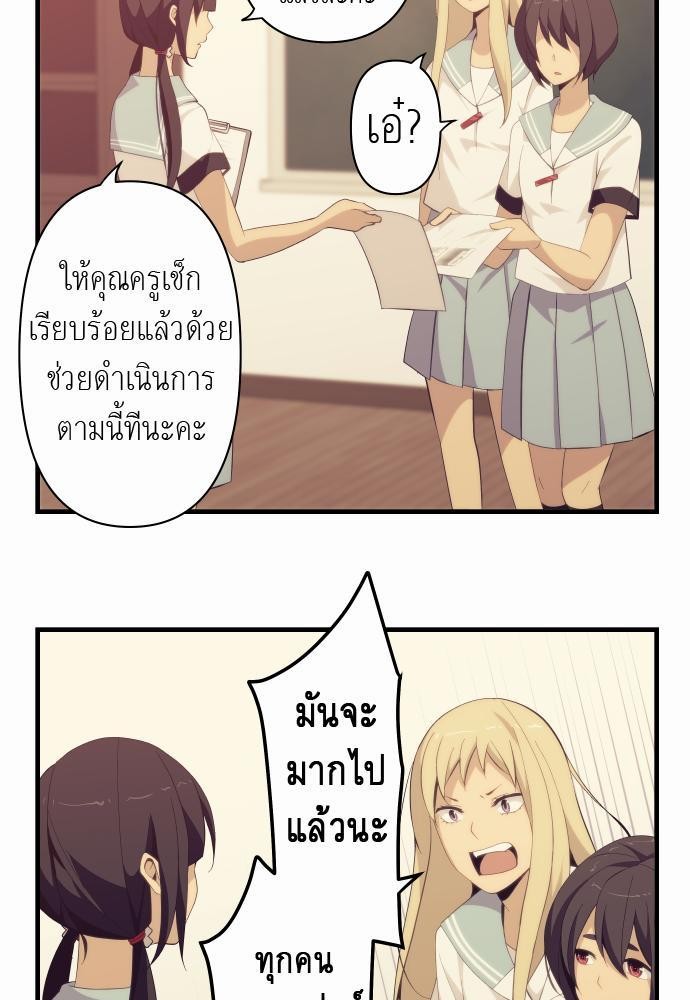 เอ๋?
ให้คุณครูเช็ก
เรียบร้อยแล้วด้วย
ช่วยดำเนินการ
ตามนี้ทีนะคะ
มันจะ
มากไป
แล้วนะ
ทุกคน